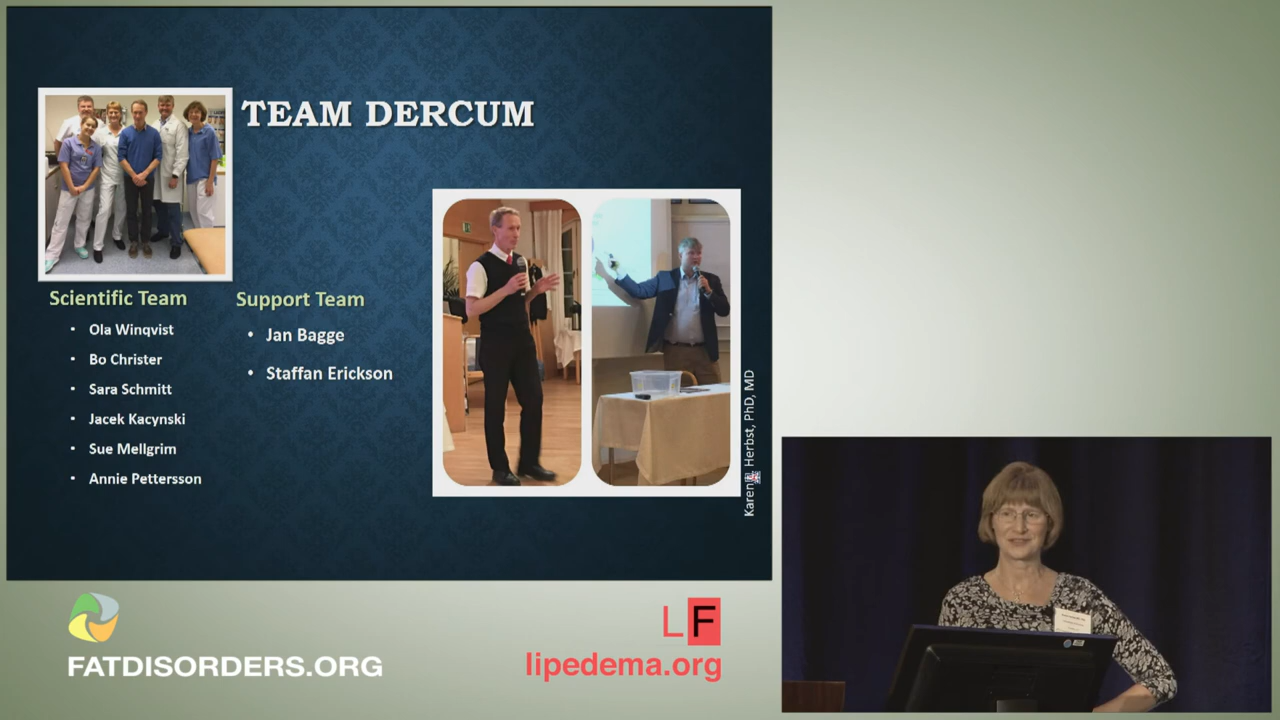 TEAM DERCUM
Scientific Team
• Ola Winqvist
• Bo Christer
• Sara Schmitt
• Jacek Kacynski
• Sue Mellgrim
• Annie Pettersson
Support Team
• Jan Bagge
• Staffan Erickson
Karen Herbst, PhD, MD
FATDISORDERS.ORG
LF
lipedema.org